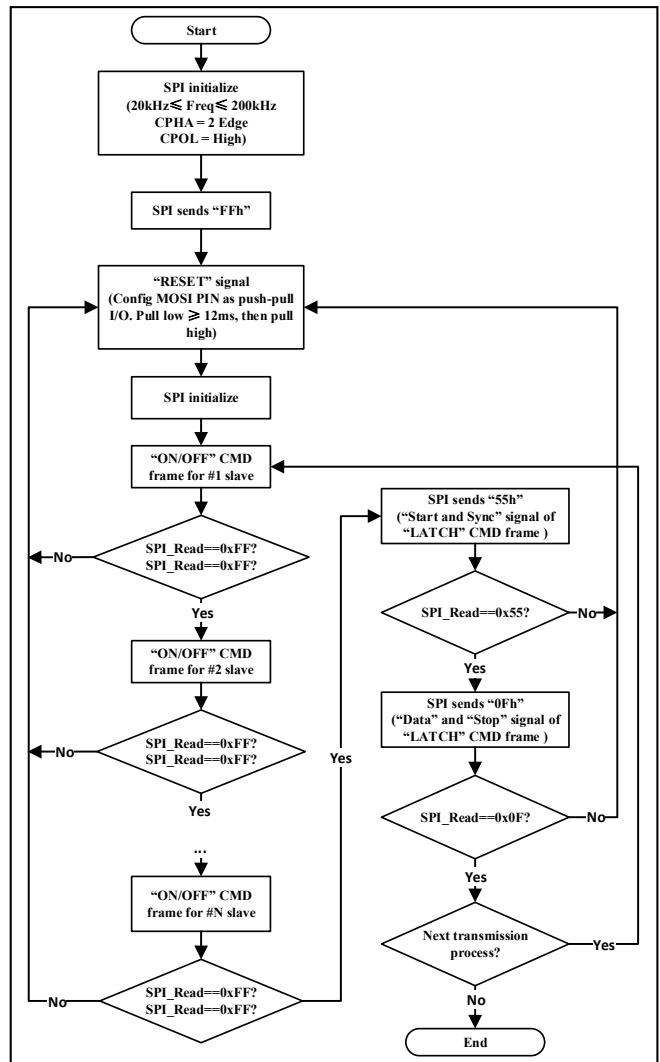 Start
SPI initialize
(20kHz≤ Freq≤ 200kHz
CPHA = 2 Edge
CPOL = High)
SPI sends “FFh”
“RESET” signal
(Config MOSI PIN as push-pull
I/O. Pull low ≥ 12ms, then pull
high)
SPI initialize
“ON/OFF” CMD
frame for #1 slave
SPI_Read==0xFF?
SPI_Read==0xFF?
No
Yes
“ON/OFF” CMD
frame for #2 slave
SPI_Read==0xFF?
SPI_Read==0xFF?
No
Yes
...
“ON/OFF” CMD
frame for #N slave
SPI_Read==0xFF?
SPI_Read==0xFF?
No
Yes
SPI sends “55h”
(“Start and Sync” signal of
“LATCH” CMD frame )
SPI_Read==0x55?
No
Yes
SPI sends “0Fh”
(“Data” and “Stop” signal of
“LATCH” CMD frame )
SPI_Read==0x0F?
No
Yes
Next transmission
process?
Yes
No
End